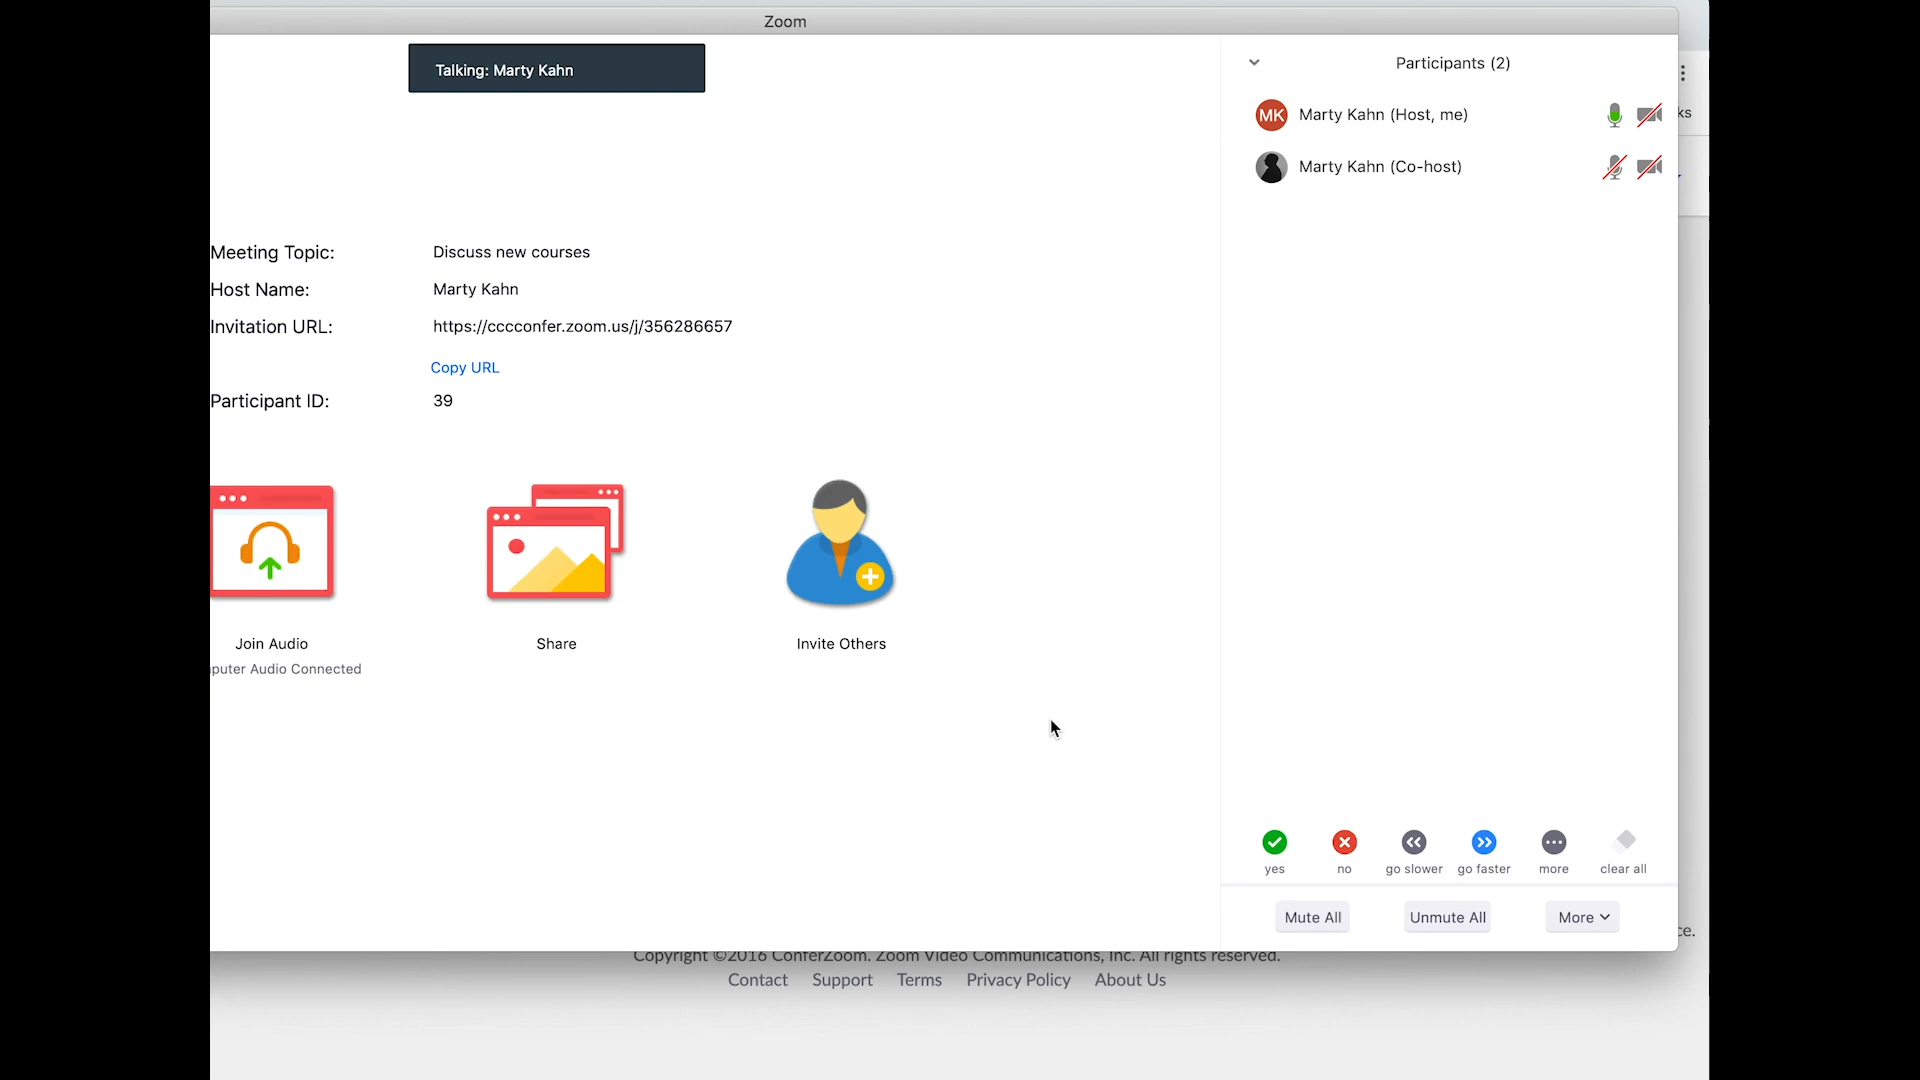 Zoom
Talking: Marty Kahn
Participants (2)
MK Marty Kahn (Host, me)
Marty Kahn (Co-host)
ks
Meeting Topic: Discuss new courses
Host Name: Marty Kahn
Invitation URL: https://cccconfer.zoom.us/j/356286657
Copy URL
Participant ID: 39
Join Audio Share Invite Others
puter Audio Connected
yes no go slower go faster more clear all
Mute All Unmute All More
ce.
Copyright ©2016 ConferZoom. Zoom Video Communications, Inc. All rights reserved.
Contact Support Terms Privacy Policy About Us